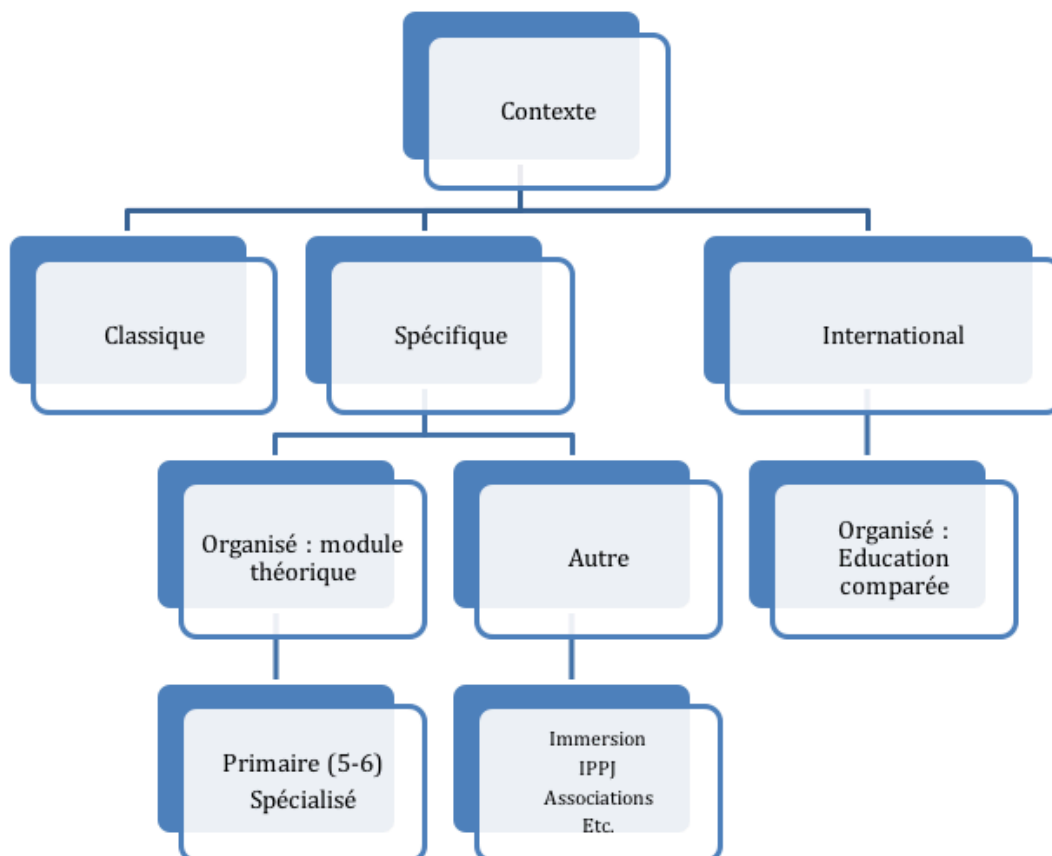 Contexte
Classique
Spécifique
International
Organisé : module
théorique
Autre
Organisé :
Education
comparée
Primaire (5-6)
Spécialisé
Immersion
IPPJ
Associations
Etc.